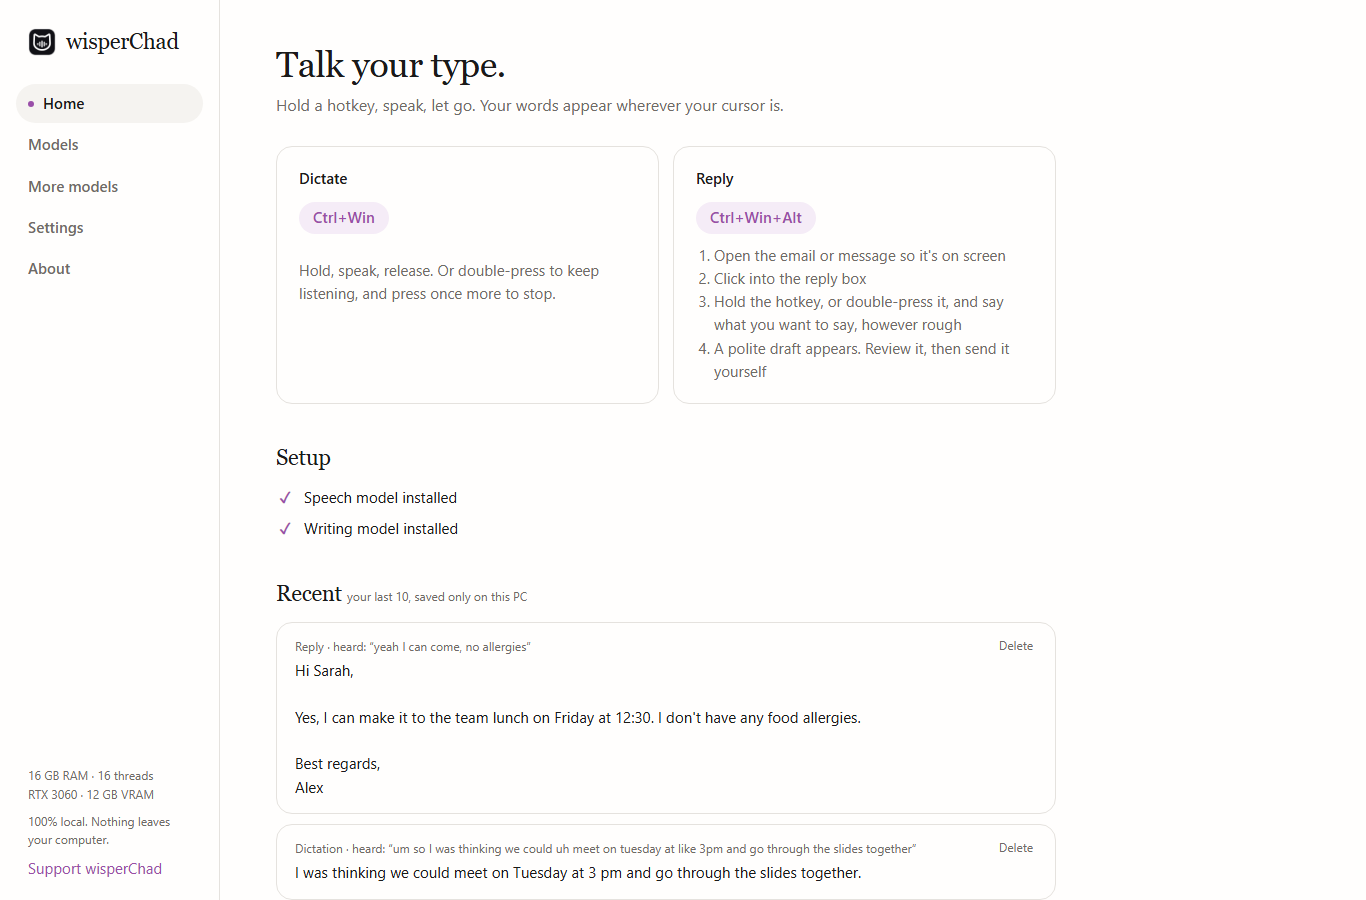 wisperChad
Home
Models
More models
Settings
About
16 GB RAM · 16 threads
RTX 3060 · 12 GB VRAM
100% local. Nothing leaves
your computer.
Support wisperChad
Talk your type.
Hold a hotkey, speak, let go. Your words appear wherever your cursor is.
Dictate
Ctrl+Win
Hold, speak, release. Or double-press to keep
listening, and press once more to stop.
Reply
Ctrl+Win+Alt
1. Open the email or message so it's on screen
2. Click into the reply box
3. Hold the hotkey, or double-press it, and say
what you want to say, however rough
4. A polite draft appears. Review it, then send it
yourself
Setup
✓ Speech model installed
✓ Writing model installed
Recent your last 10, saved only on this PC
Reply · heard: “yeah I can come, no allergies” Delete
Hi Sarah,
Yes, I can make it to the team lunch on Friday at 12:30. I don't have any food allergies.
Best regards,
Alex
Dictation · heard: “um so I was thinking we could uh meet on tuesday at like 3pm and go through the slides together” Delete
I was thinking we could meet on Tuesday at 3 pm and go through the slides together.